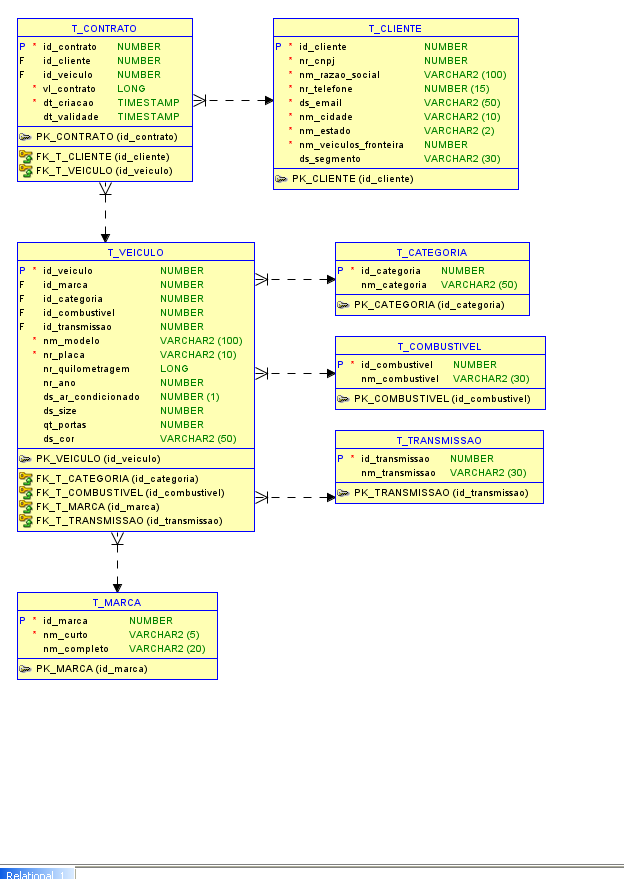 T_CONTRATO
P * id_contrato NUMBER
F id_cliente NUMBER
F id_veiculo NUMBER
* vl_contrato LONG
* dt_criacao TIMESTAMP
dt_validade TIMESTAMP
PK_CONTRATO (id_contrato)
FK_T_CLIENTE (id_cliente)
FK_T_VEICULO (id_veiculo)
T_CLIENTE
P * id_cliente NUMBER
* nr_cnpj NUMBER
* nm_razao_social VARCHAR2 (100)
* nr_telefone NUMBER (15)
* ds_email VARCHAR2 (50)
* nm_cidade VARCHAR2 (10)
* nm_estado VARCHAR2 (2)
* nm_veiculos_fronteira NUMBER
ds_segmento VARCHAR2 (30)
PK_CLIENTE (id_cliente)
T_VEICULO
P * id_veiculo NUMBER
F id_marca NUMBER
F id_categoria NUMBER
F id_combustivel NUMBER
F id_transmissao NUMBER
* nm_modelo VARCHAR2 (100)
* nr_placa VARCHAR2 (10)
nr_quilometragem LONG
nr_ano NUMBER
ds_ar_condicionado NUMBER (1)
ds_size NUMBER
qt_portas NUMBER
ds_cor VARCHAR2 (50)
PK_VEICULO (id_veiculo)
FK_T_CATEGORIA (id_categoria)
FK_T_COMBUSTIVEL (id_combustivel)
FK_T_MARCA (id_marca)
FK_T_TRANSMISSAO (id_transmissao)
T_CATEGORIA
P * id_categoria NUMBER
nm_categoria VARCHAR2 (50)
PK_CATEGORIA (id_categoria)
T_COMBUSTIVEL
P * id_combustivel NUMBER
nm_combustivel VARCHAR2 (30)
PK_COMBUSTIVEL (id_combustivel)
T_TRANSMISSAO
P * id_transmissao NUMBER
nm_transmissao VARCHAR2 (30)
PK_TRANSMISSAO (id_transmissao)
T_MARCA
P * id_marca NUMBER
* nm_curto VARCHAR2 (5)
nm_completo VARCHAR2 (20)
PK_MARCA (id_marca)
Relational_1